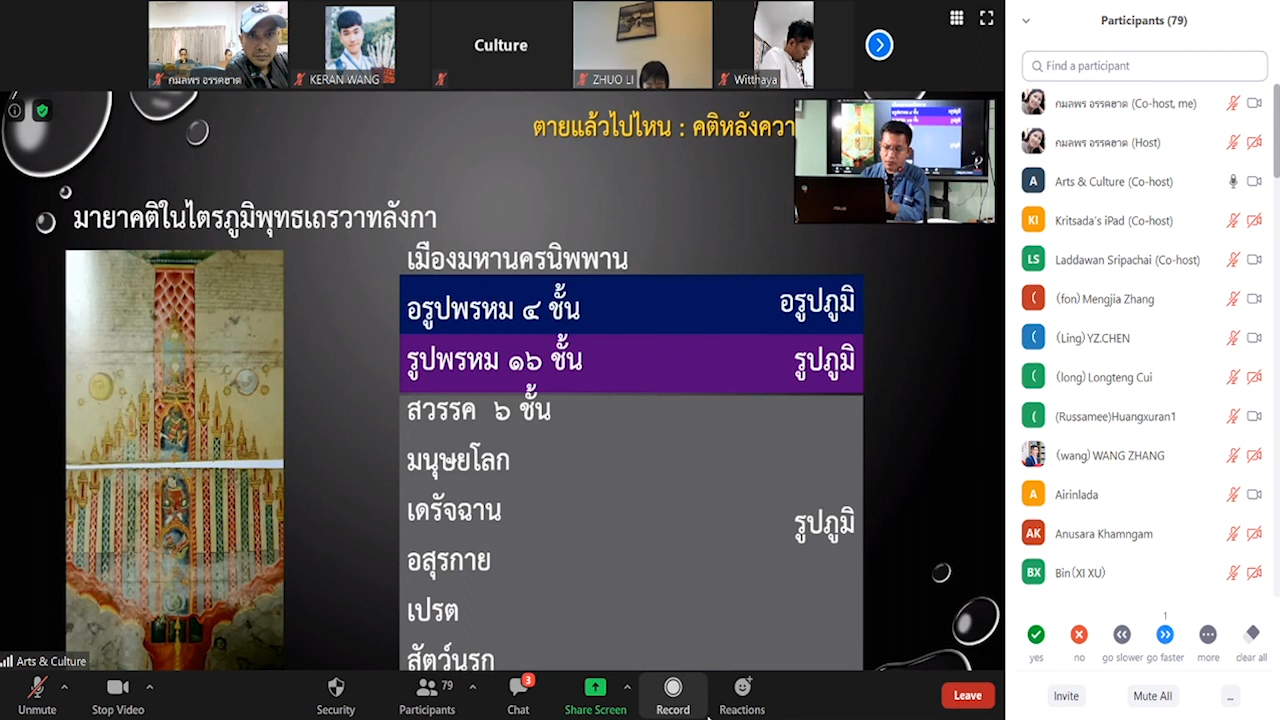 Culture
กมลพร อรรคฮาด
KERAN WANG
ZHUO LI
Witthaya
ตายแล้วไปไหน : คติหลังควา
มายาคติในไตรภูมิพุทธเถรวาทลังกา
เมืองมหานครนิพพาน
อรูปพรหม ๔ ชั้น อรูปภูมิ
รูปพรหม ๑๖ ชั้น รูปภูมิ
สวรรค ๖ ชั้น
มนุษยโลก
เดรัจฉาน
รูปภูมิ
อสุรกาย
เปรต
สัตว์นรก
Arts & Culture
Participants (79)
Find a participant
กมลพร อรรคฮาด (Co-host, me)
กมลพร อรรคฮาด (Host)
A Arts & Culture (Co-host)
KI Kritsada's iPad (Co-host)
LS Laddawan Sripachai (Co-host)
( (fon) Mengjia Zhang
( (Ling) YZ.CHEN
( (long) Longteng Cui
( (Russamee)Huangxuran1
(wang) WANG ZHANG
A Airinlada
AK Anusara Khamngam
BX Bin(XI XU)
1
yes no go slower go faster more clear all
Invite Mute All ...
79 3
Unmute Stop Video Security Participants Chat Share Screen Record Reactions Leave